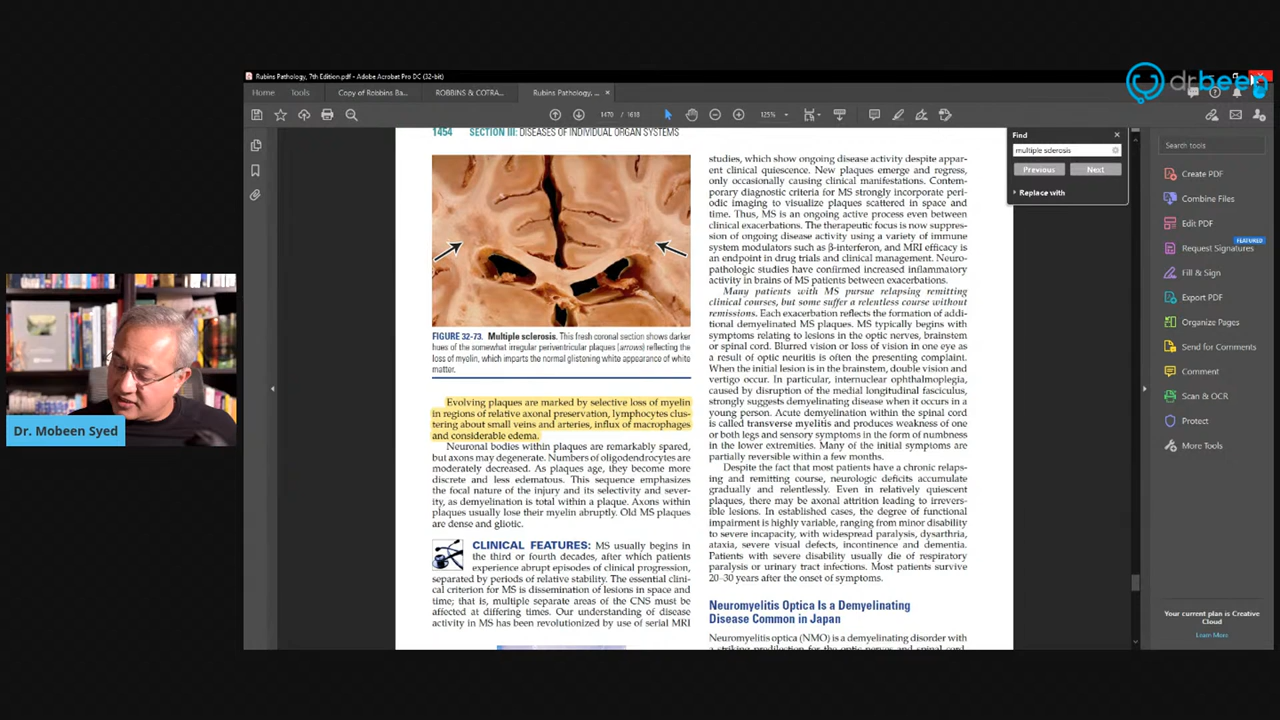 Rubins Pathology, 7th Edition.pdf - Adobe Acrobat Pro DC (32-bit)
drbeen
Home
Tools
Copy of Robbins Ba...
ROBBINS & COTRA...
Rubins Pathology, ...
1470 / 1618
125%
1454 SECTION III: DISEASES OF INDIVIDUAL ORGAN SYSTEMS
FIGURE 32-73. Multiple sclerosis. This fresh coronal section shows darker
hues of the somewhat irregular periventricular plaques (arrows) reflecting the
loss of myelin, which imparts the normal glistening white appearance of white
matter.
Evolving plaques are marked by selective loss of myelin
in regions of relative axonal preservation, lymphocytes clus-
tering about small veins and arteries, influx of macrophages
and considerable edema.
Neuronal bodies within plaques are remarkably spared,
but axons may degenerate. Numbers of oligodendrocytes are
moderately decreased. As plaques age, they become more
discrete and less edematous. This sequence emphasizes
the focal nature of the injury and its selectivity and sever-
ity, as demyelination is total within a plaque. Axons within
plaques usually lose their myelin abruptly. Old MS plaques
are dense and gliotic.
CLINICAL FEATURES: MS usually begins in
the third or fourth decades, after which patients
experience abrupt episodes of clinical progression,
separated by periods of relative stability. The essential clini-
cal criterion for MS is dissemination of lesions in space and
time; that is, multiple separate areas of the CNS must be
affected at differing times. Our understanding of disease
activity in MS has been revolutionized by use of serial MRI
studies, which show ongoing disease activity despite appar-
ent clinical quiescence. New plaques emerge and regress,
only occasionally causing clinical manifestations. Contem-
porary diagnostic criteria for MS strongly incorporate peri-
odic imaging to visualize plaques scattered in space and
time. Thus, MS is an ongoing active process even between
clinical exacerbations. The therapeutic focus is now suppres-
sion of ongoing disease activity using a variety of immune
system modulators such as β-interferon, and MRI efficacy is
an endpoint in drug trials and clinical management. Neuro-
pathologic studies have confirmed increased inflammatory
activity in brains of MS patients between exacerbations.
Many patients with MS pursue relapsing remitting
clinical courses, but some suffer a relentless course without
remissions. Each exacerbation reflects the formation of addi-
tional demyelinated MS plaques. MS typically begins with
symptoms relating to lesions in the optic nerves, brainstem
or spinal cord. Blurred vision or loss of vision in one eye as
a result of optic neuritis is often the presenting complaint.
When the initial lesion is in the brainstem, double vision and
vertigo occur. In particular, internuclear ophthalmoplegia,
caused by disruption of the medial longitudinal fasciculus,
strongly suggests demyelinating disease when it occurs in a
young person. Acute demyelination within the spinal cord
is called transverse myelitis and produces weakness of one
or both legs and sensory symptoms in the form of numbness
in the lower extremities. Many of the initial symptoms are
partially reversible within a few months.
Despite the fact that most patients have a chronic relaps-
ing and remitting course, neurologic deficits accumulate
gradually and relentlessly. Even in relatively quiescent
plaques, there may be axonal attrition leading to irrevers-
ible lesions. In established cases, the degree of functional
impairment is highly variable, ranging from minor disability
to severe incapacity, with widespread paralysis, dysarthria,
ataxia, severe visual defects, incontinence and dementia.
Patients with severe disability usually die of respiratory
paralysis or urinary tract infections. Most patients survive
20–30 years after the onset of symptoms.
Neuromyelitis Optica Is a Demyelinating
Disease Common in Japan
Neuromyelitis optica (NMO) is a demyelinating disorder with
a striking predilection for the optic nerves and spinal cord.
Find
multiple sclerosis
Previous
Next
Replace with
Search tools
Create PDF
Combine Files
Edit PDF
FEATURED
Request Signatures
Fill & Sign
Export PDF
Organize Pages
Send for Comments
Comment
Scan & OCR
Protect
More Tools
Your current plan is Creative
Cloud
Learn More
Dr. Mobeen Syed